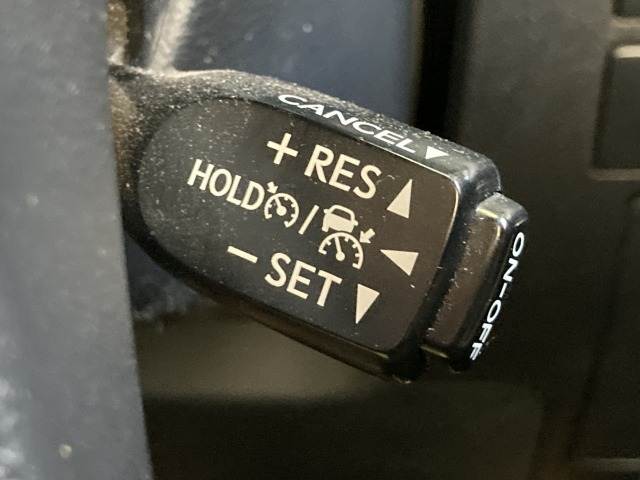 CANCEL
+ RES
HOLD /
- SET
ON-OFF